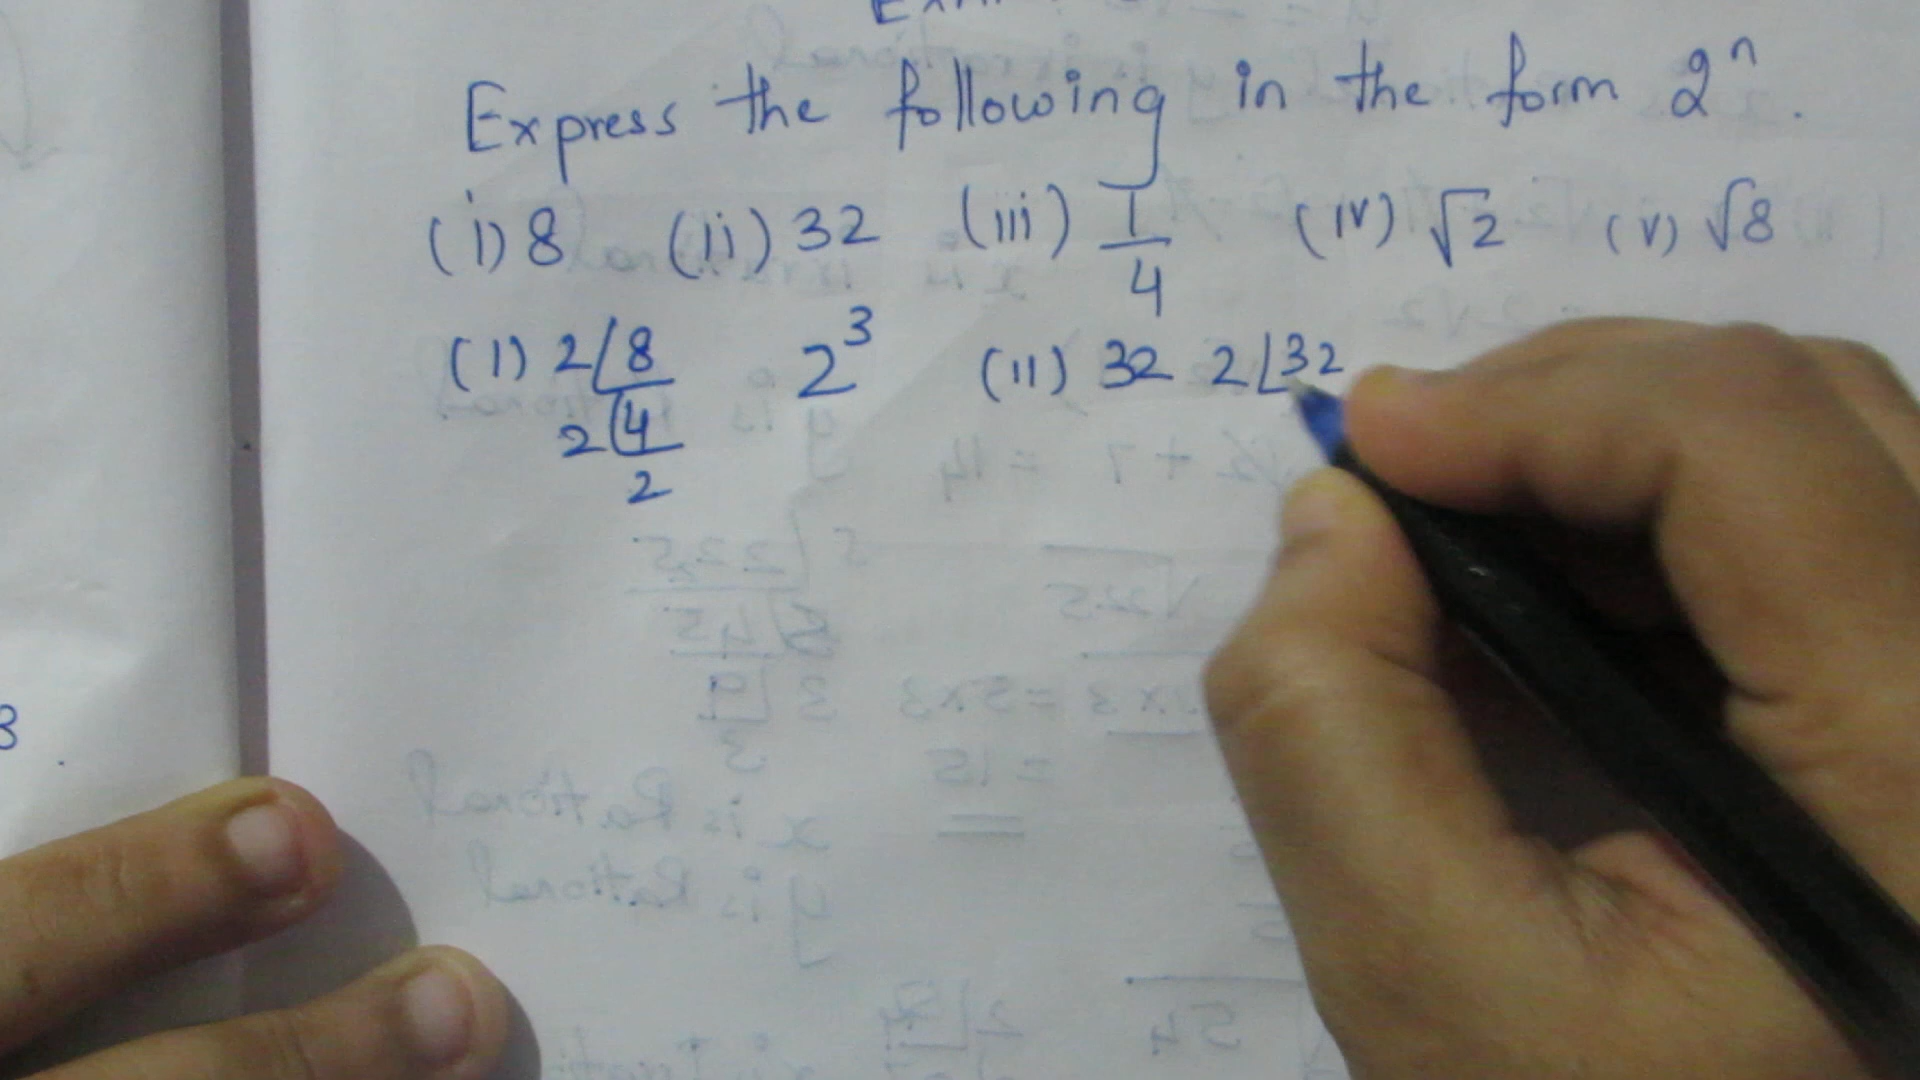 Express the following in the form 2ⁿ.
(i) 8 (ii) 32 (iii) 1/4 (iv) √2 (v) √8
(i) 2 8 2³ (ii) 32 2 32
2 4
2
3